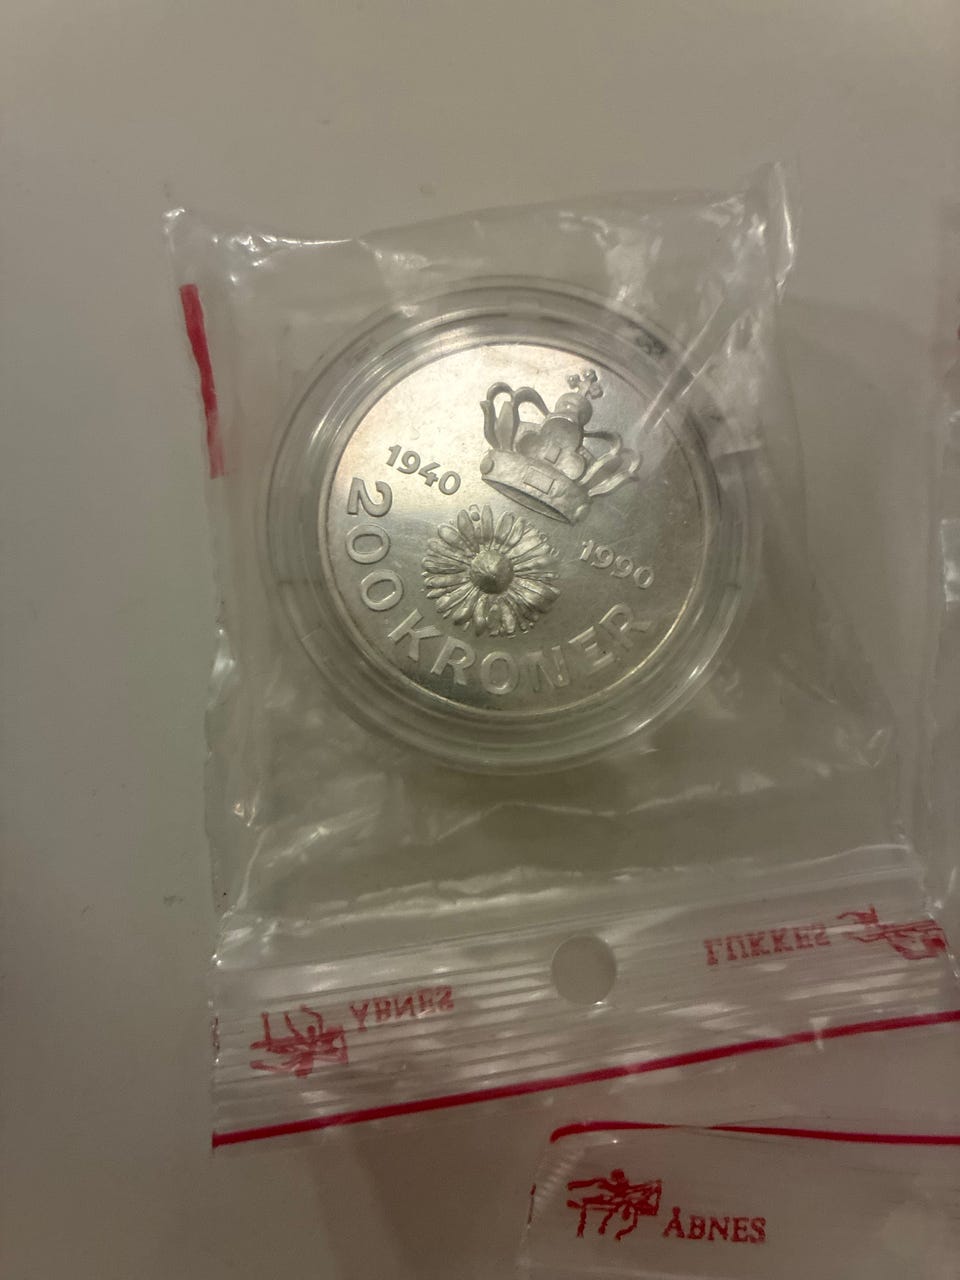 1940
1990
200 KRONER
LUKKES
ÅBNES
ÅBNES